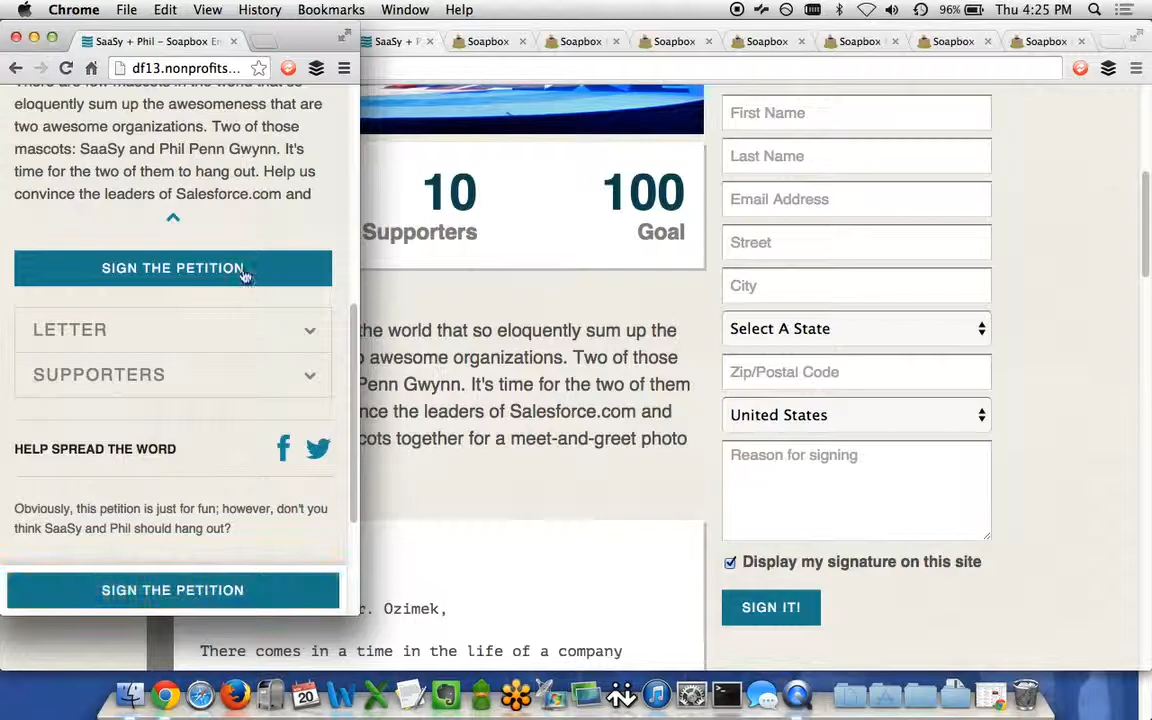 Chrome File Edit View History Bookmarks Window Help
96% Thu 4:25 PM
SaaSy + Phil – Soapbox En
SaaSy + P
Soapbox
Soapbox
Soapbox
Soapbox
Soapbox
Soapbox
Soapbox
df13.nonprofits...
eloquently sum up the awesomeness that are
two awesome organizations. Two of those
mascots: SaaSy and Phil Penn Gwynn. It's
time for the two of them to hang out. Help us
convince the leaders of Salesforce.com and
SIGN THE PETITION
LETTER
SUPPORTERS
HELP SPREAD THE WORD
Obviously, this petition is just for fun; however, don't you
think SaaSy and Phil should hang out?
SIGN THE PETITION
10
Supporters
100
Goal
the world that so eloquently sum up the
awesome organizations. Two of those
Penn Gwynn. It's time for the two of them
nce the leaders of Salesforce.com and
cots together for a meet-and-greet photo
r. Ozimek,
There comes in a time in the life of a company
First Name
Last Name
Email Address
Street
City
Select A State
Zip/Postal Code
United States
Reason for signing
Display my signature on this site
SIGN IT!
20